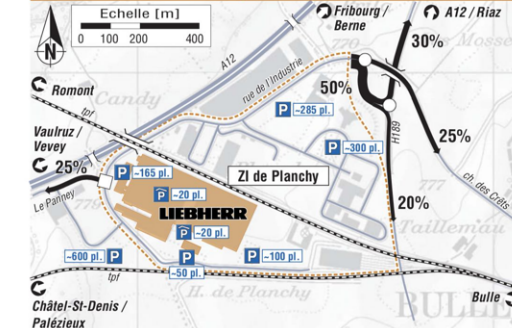 Echelle [m]
0 100 200 400
N
Fribourg /
Berne
A12 / Riaz
30%
A12
rue de l'Industrie
50%
Romont
tpf
Candy
~285 pl.
H189
25%
ch. des Crêts
Vaulruz /
Vevey
25%
~300 pl.
~165 pl.
ZI de Planchy
777
779
Le Panney
~20 pl.
LIEBHERR
20%
Taillemau
~20 pl.
~600 pl.
~100 pl.
tpf
~50 pl.
H. de Planchy
Bulle
BULLE
Châtel-St-Denis /
Palézieux